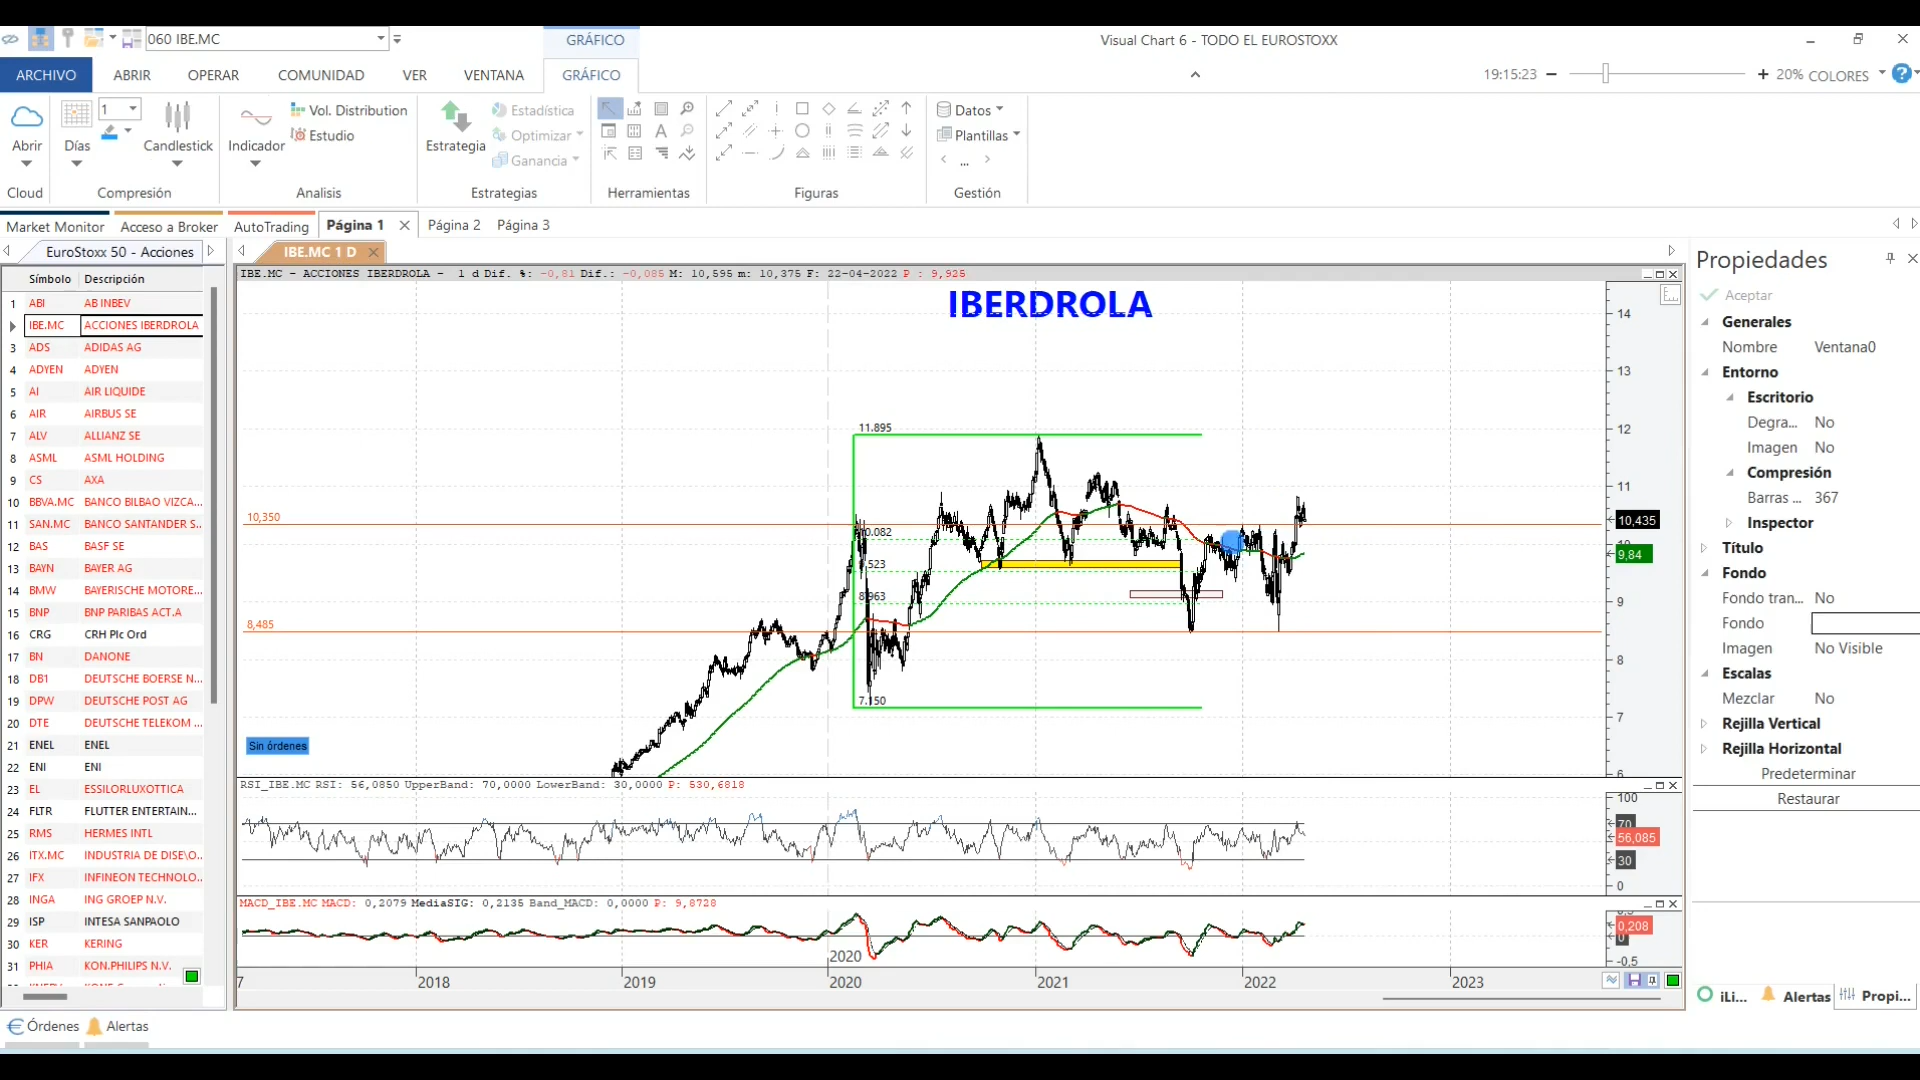 060 IBE.MC
GRÁFICO
Visual Chart 6 - TODO EL EUROSTOXX
ARCHIVO ABRIR OPERAR COMUNIDAD VER VENTANA GRÁFICO
19:15:23 20% COLORES
Abrir Cloud
1 Días Candlestick Compresión
Indicador Vol. Distribution Estudio Analisis
Estrategia Estadística Optimizar Ganancia Estrategias
Herramientas
Figuras
Datos Plantillas ... Gestión
Market Monitor Acceso a Broker AutoTrading Página 1 Página 2 Página 3
EuroStoxx 50 - Acciones
IBE.MC 1 D
Símbolo Descripción
1 ABI AB INBEV
IBE.MC ACCIONES IBERDROLA
3 ADS ADIDAS AG
4 ADYEN ADYEN
5 AI AIR LIQUIDE
6 AIR AIRBUS SE
7 ALV ALLIANZ SE
8 ASML ASML HOLDING
9 CS AXA
10 BBVA.MC BANCO BILBAO VIZCA...
11 SAN.MC BANCO SANTANDER S..
12 BAS BASF SE
13 BAYN BAYER AG
14 BMW BAYERISCHE MOTORE...
15 BNP BNP PARIBAS ACT.A
16 CRG CRH Plc Ord
17 BN DANONE
18 DB1 DEUTSCHE BOERSE N...
19 DPW DEUTSCHE POST AG
20 DTE DEUTSCHE TELEKOM ...
21 ENEL ENEL
22 ENI ENI
23 EL ESSILORLUXOTTICA
24 FLTR FLUTTER ENTERTAIN...
25 RMS HERMES INTL
26 ITX.MC INDUSTRIA DE DISE\O..
27 IFX INFINEON TECHNOLO..
28 INGA ING GROEP N.V.
29 ISP INTESA SANPAOLO
30 KER KERING
31 PHIA KON.PHILIPS N.V.
IBE.MC - ACCIONES IBERDROLA - 1 d Dif. %: -0,81 Dif.: -0,085 M: 10,595 m: 10,375 F: 22-04-2022 P : 9,925
IBERDROLA
14
13
12
11
10,435
10
9,84
9
8
7
6
11.895
10,350
10.082
8.963
8,485
Sin órdenes
RSI_IBE.MC RSI: 56,0850 UpperBand: 70,0000 LowerBand: 30,0000 P: 530,6818
100
70
56,085
30
0
MACD_IBE.MC MACD: 0,2079 MediaSIG: 0,2135 Band_MACD: 0,0000 P: 9,8728
0,208
0
-0,5
2020
7 2018 2019 2020 2021 2022 2023
Propiedades
Aceptar
Generales
Nombre Ventana0
Entorno
Escritorio
Degra... No
Imagen No
Compresión
Barras ... 367
Inspector
Título
Fondo
Fondo tran... No
Fondo
Imagen No Visible
Escalas
Mezclar No
Rejilla Vertical
Rejilla Horizontal
Predeterminar
Restaurar
iLi... Alertas Propi...
Órdenes Alertas